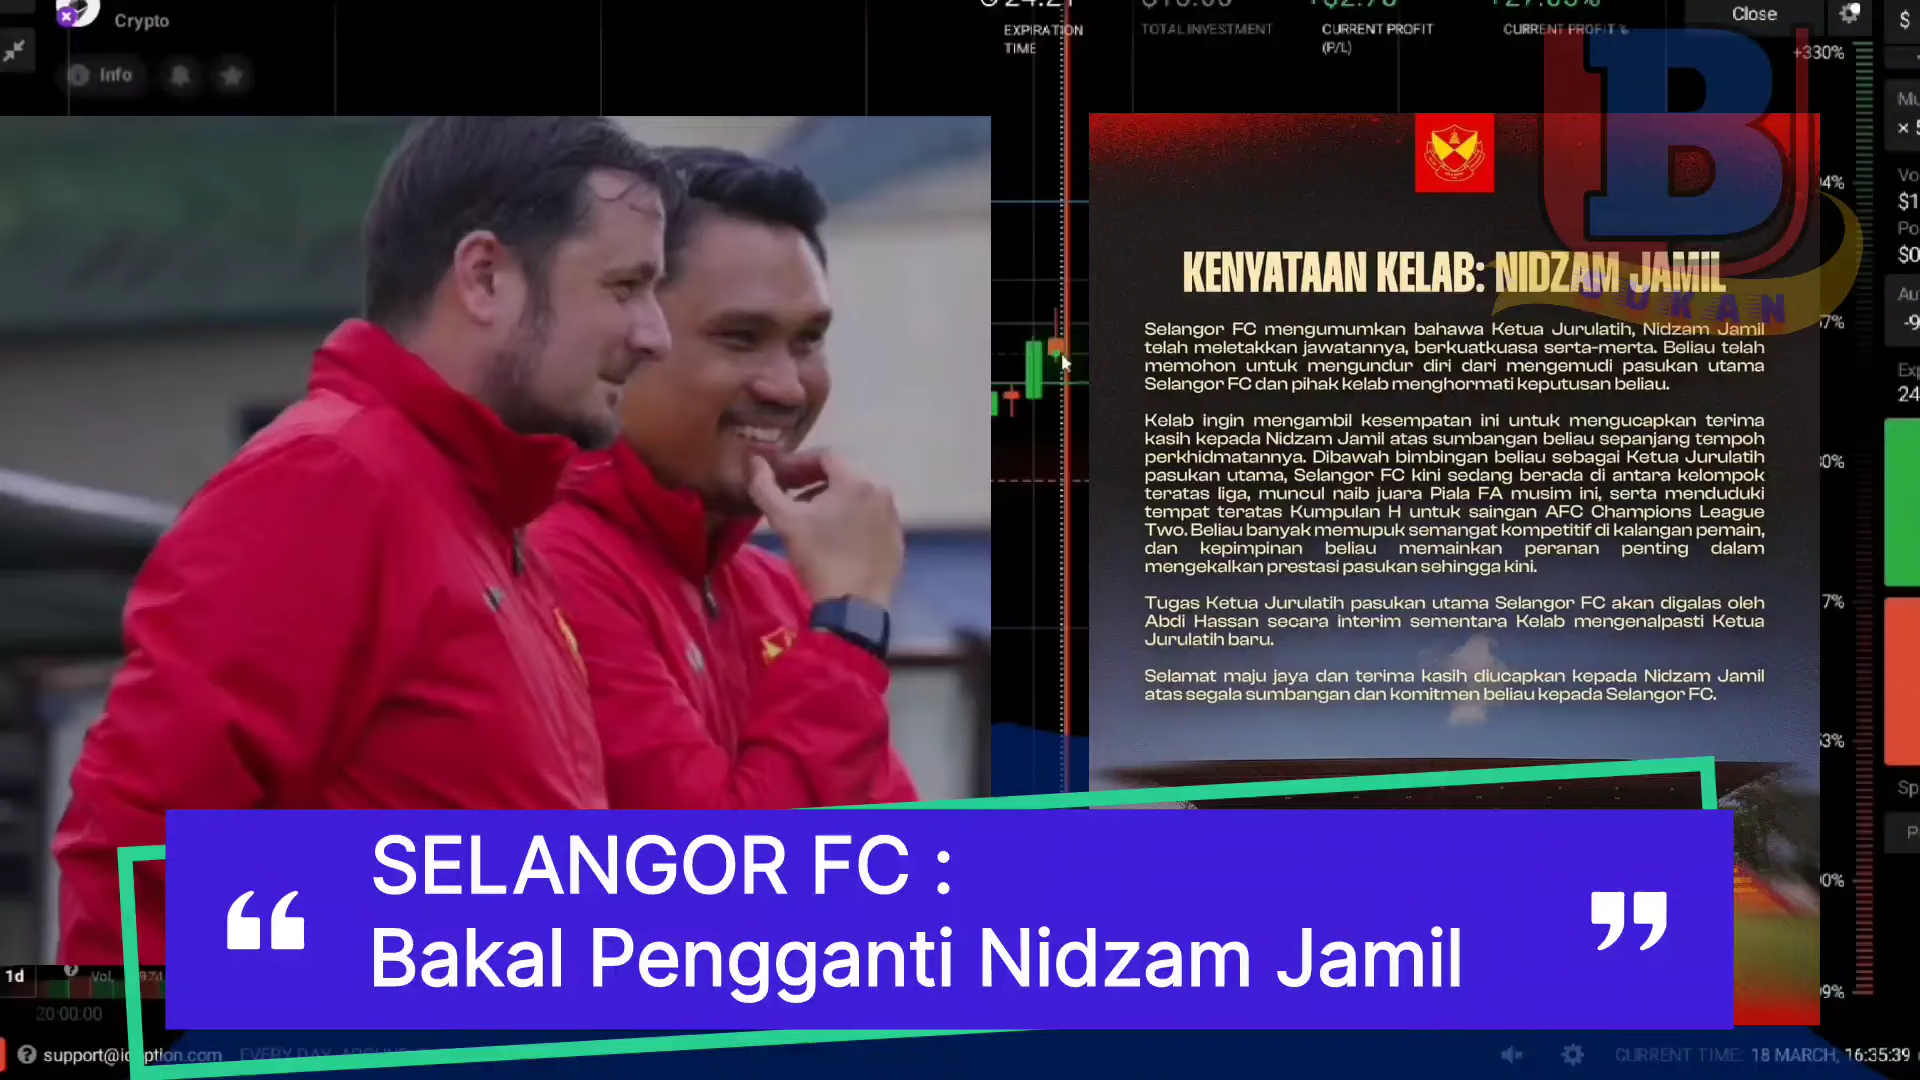 Crypto
Info
EXPIRATION
TIME
TOTAL INVESTMENT
CURRENT PROFIT
(P/L)
CURRENT PROFIT %
Close
+330%
B
SUKAN
KENYATAAN KELAB: NIDZAM JAMIL
Selangor FC mengumumkan bahawa Ketua Jurulatih, Nidzam Jamil
telah meletakkan jawatannya, berkuatkuasa serta-merta. Beliau telah
memohon untuk mengundur diri dari mengemudi pasukan utama
Selangor FC dan pihak kelab menghormati keputusan beliau.
Kelab ingin mengambil kesempatan ini untuk mengucapkan terima
kasih kepada Nidzam Jamil atas sumbangan beliau sepanjang tempoh
perkhidmatannya. Dibawah bimbingan beliau sebagai Ketua Jurulatih
pasukan utama, Selangor FC kini sedang berada di antara kelompok
teratas liga, muncul naib juara Piala FA musim ini, serta menduduki
tempat teratas Kumpulan H untuk saingan AFC Champions League
Two. Beliau banyak memupuk semangat kompetitif di kalangan pemain,
dan kepimpinan beliau memainkan peranan penting dalam
mengekalkan prestasi pasukan sehingga kini.
Tugas Ketua Jurulatih pasukan utama Selangor FC akan digalas oleh
Abdi Hassan secara interim sementara Kelab mengenalpasti Ketua
Jurulatih baru.
Selamat maju jaya dan terima kasih diucapkan kepada Nidzam Jamil
atas segala sumbangan dan komitmen beliau kepada Selangor FC.
“ SELANGOR FC :
Bakal Pengganti Nidzam Jamil ”
1d
Vol,
20:00:00
CURRENT TIME: 18 MARCH, 16:35:39